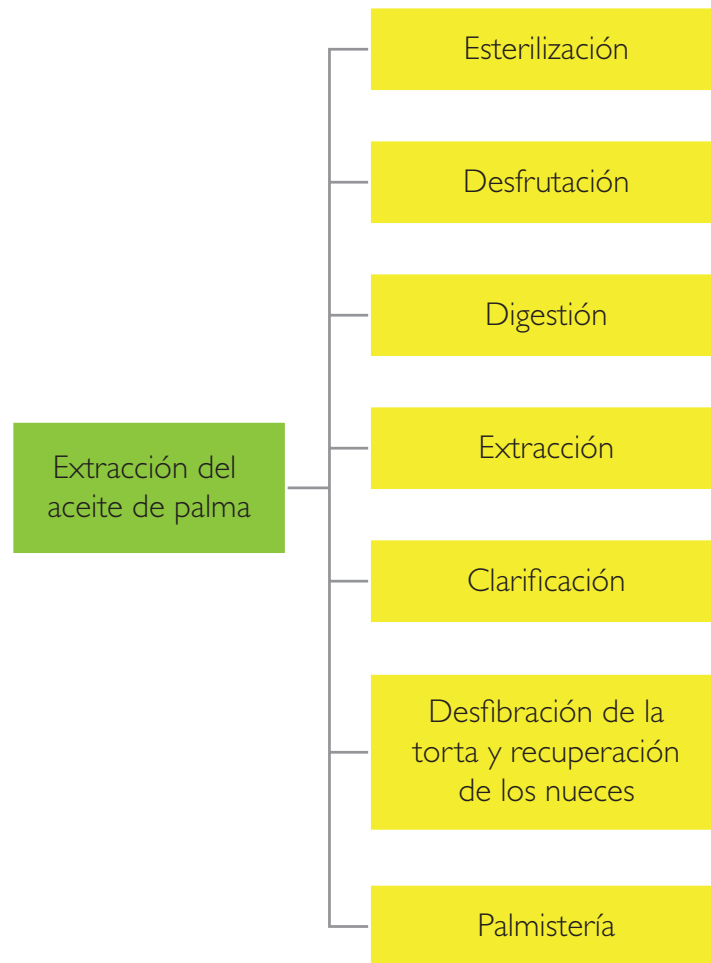 Esterilización
Desfrutación
Digestión
Extracción del
aceite de palma
Extracción
Clarificación
Desfibración de la
torta y recuperación
de los nueces
Palmistería